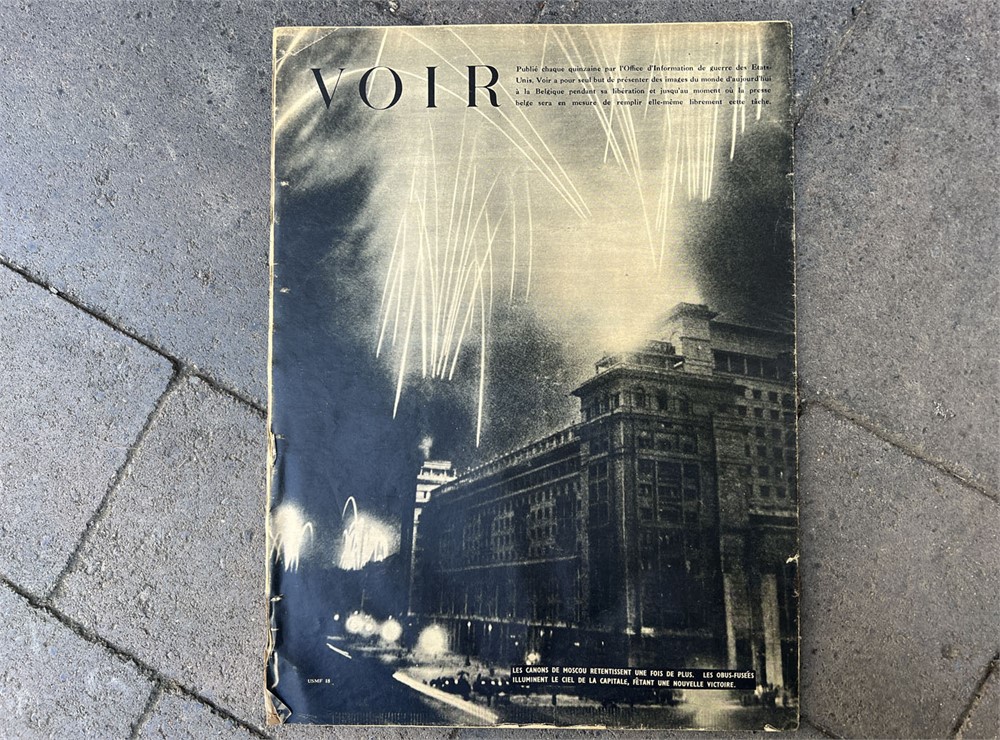 VOIR
Publié chaque quinzaine par l'Office d'Information de guerre des Etats-
Unis. Voir a pour seul but de présenter des images du monde d'aujourd'hui
à la Belgique pendant sa libération et jusqu'au moment où la presse
belge sera en mesure de remplir elle-même librement cette tâche.
LES CANONS DE MOSCOU RETENTISSENT UNE FOIS DE PLUS. LES OBUS-FUSÉES
ILLUMINENT LE CIEL DE LA CAPITALE, FÊTANT UNE NOUVELLE VICTOIRE.
USMF 18